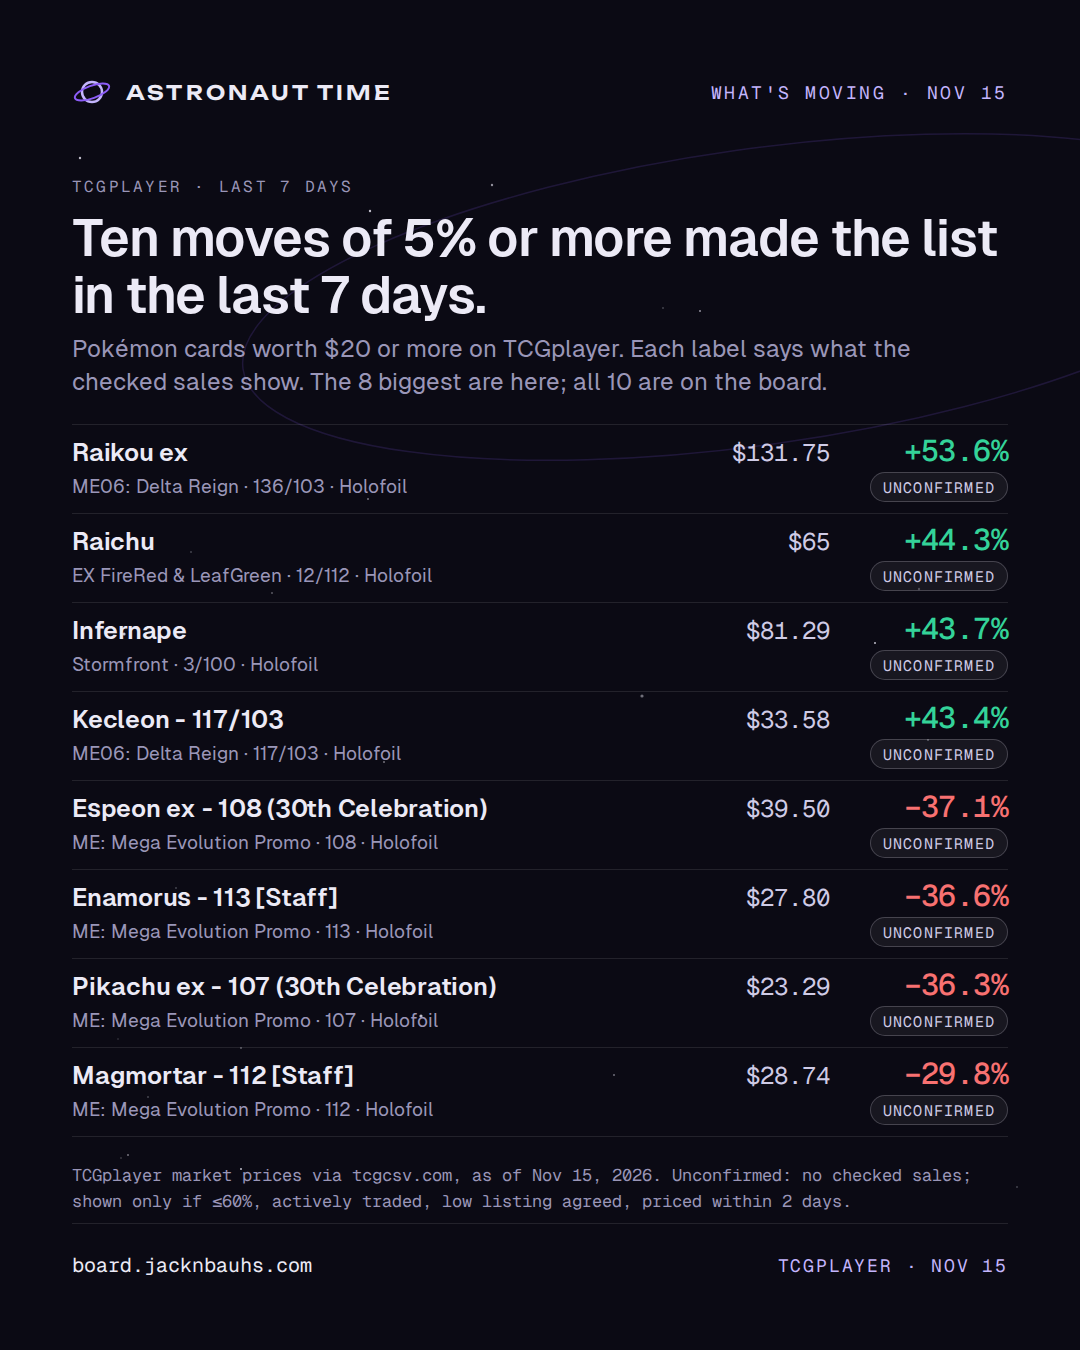 ASTRONAUT TIME
WHAT'S MOVING · NOV 15
TCGPLAYER · LAST 7 DAYS
Ten moves of 5% or more made the list
in the last 7 days.
Pokémon cards worth $20 or more on TCGplayer. Each label says what the
checked sales show. The 8 biggest are here; all 10 are on the board.
Raikou ex $131.75 +53.6%
ME06: Delta Reign · 136/103 · Holofoil UNCONFIRMED
Raichu $65 +44.3%
EX FireRed & LeafGreen · 12/112 · Holofoil UNCONFIRMED
Infernape $81.29 +43.7%
Stormfront · 3/100 · Holofoil UNCONFIRMED
Kecleon - 117/103 $33.58 +43.4%
ME06: Delta Reign · 117/103 · Holofoil UNCONFIRMED
Espeon ex - 108 (30th Celebration) $39.50 −37.1%
ME: Mega Evolution Promo · 108 · Holofoil UNCONFIRMED
Enamorus - 113 [Staff] $27.80 −36.6%
ME: Mega Evolution Promo · 113 · Holofoil UNCONFIRMED
Pikachu ex - 107 (30th Celebration) $23.29 −36.3%
ME: Mega Evolution Promo · 107 · Holofoil UNCONFIRMED
Magmortar - 112 [Staff] $28.74 −29.8%
ME: Mega Evolution Promo · 112 · Holofoil UNCONFIRMED
TCGplayer market prices via tcgcsv.com, as of Nov 15, 2026. Unconfirmed: no checked sales;
shown only if ≤60%, actively traded, low listing agreed, priced within 2 days.
board.jacknbauhs.com
TCGPLAYER · NOV 15